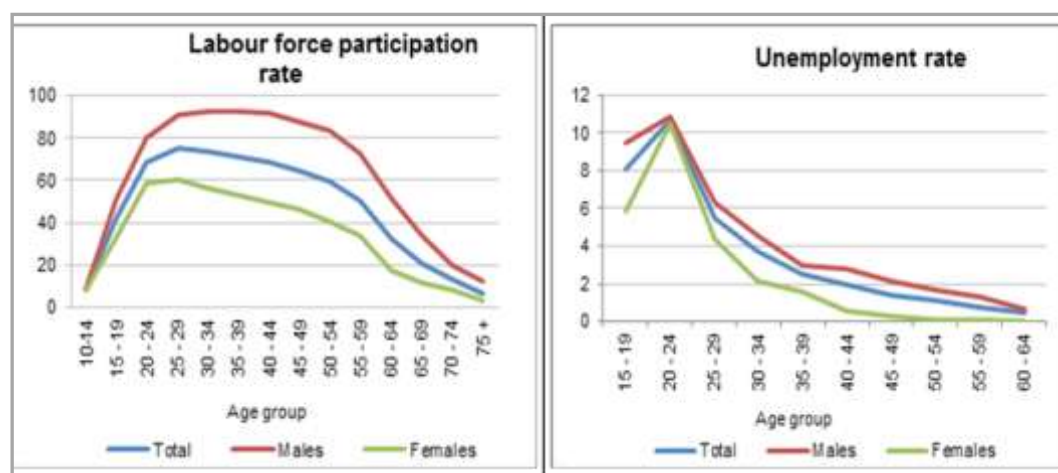 Labour force participation
rate
100
80
60
40
20
0
10-14
15 - 19
20 - 24
25 - 29
30 - 34
35 - 39
40 - 44
45 - 49
50 - 54
55 - 59
60 - 64
65 - 69
70 - 74
75 +
Age group
Total Males Females
Unemployment rate
12
10
8
6
4
2
0
15 - 19
20 - 24
25 - 29
30 - 34
35 - 39
40 - 44
45 - 49
50 - 54
55 - 59
60 - 64
Age group
Total Males Females